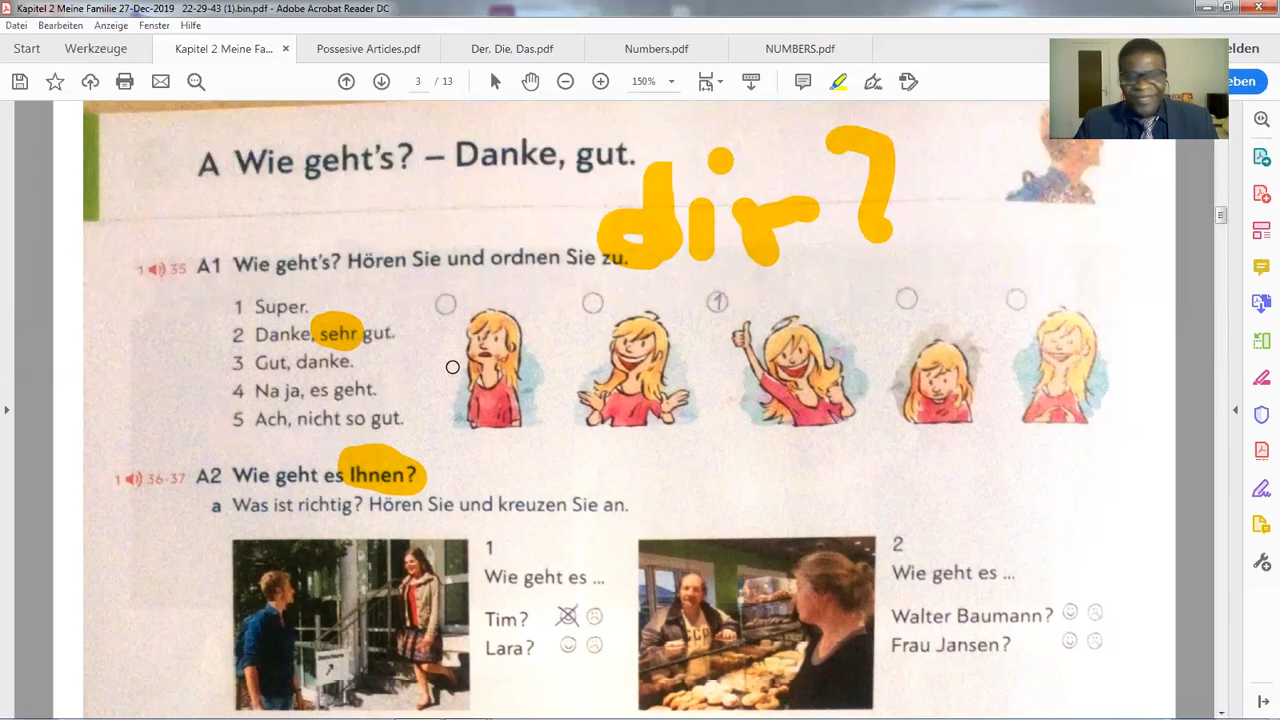 Kapitel 2 Meine Familie 27-Dec-2019 22-29-43 (1).bin.pdf - Adobe Acrobat Reader DC
Datei Bearbeiten Anzeige Fenster Hilfe
Start Werkzeuge Kapitel 2 Meine Fa... × Possesive Articles.pdf Der, Die, Das.pdf Numbers.pdf NUMBERS.pdf
3 / 13 150%
A Wie geht's? – Danke, gut.
dir?
1 35 A1 Wie geht's? Hören Sie und ordnen Sie zu.
1 Super.
2 Danke, sehr gut.
3 Gut, danke.
4 Na ja, es geht.
5 Ach, nicht so gut.
1
1 36-37 A2 Wie geht es Ihnen?
a Was ist richtig? Hören Sie und kreuzen Sie an.
1
Wie geht es ...
Tim?
Lara?
2
Wie geht es ...
Walter Baumann?
Frau Jansen?